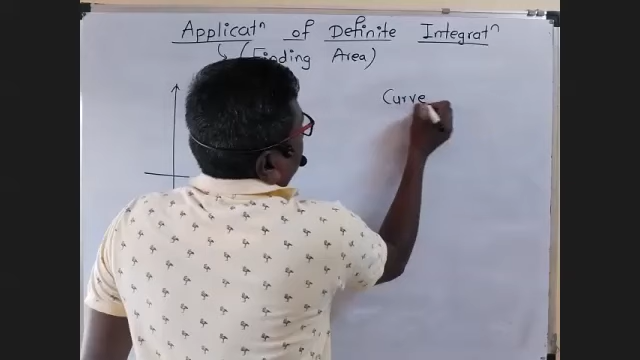 Applicatⁿ of Definite Integratⁿ
(Finding Area)
Curve